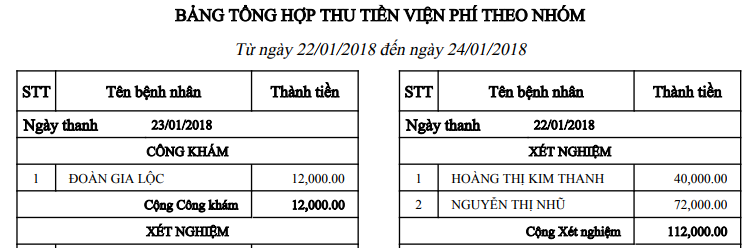 BẢNG TỔNG HỢP THU TIỀN VIỆN PHÍ THEO NHÓM
Từ ngày 22/01/2018 đến ngày 24/01/2018
STT Tên bệnh nhân Thành tiền
Ngày thanh 23/01/2018
CÔNG KHÁM
1 ĐOÀN GIA LỘC 12,000.00
Cộng Công khám 12,000.00
XÉT NGHIỆM
STT Tên bệnh nhân Thành tiền
Ngày thanh 22/01/2018
XÉT NGHIỆM
1 HOÀNG THỊ KIM THANH 40,000.00
2 NGUYỄN THỊ NHŨ 72,000.00
Cộng Xét nghiệm 112,000.00